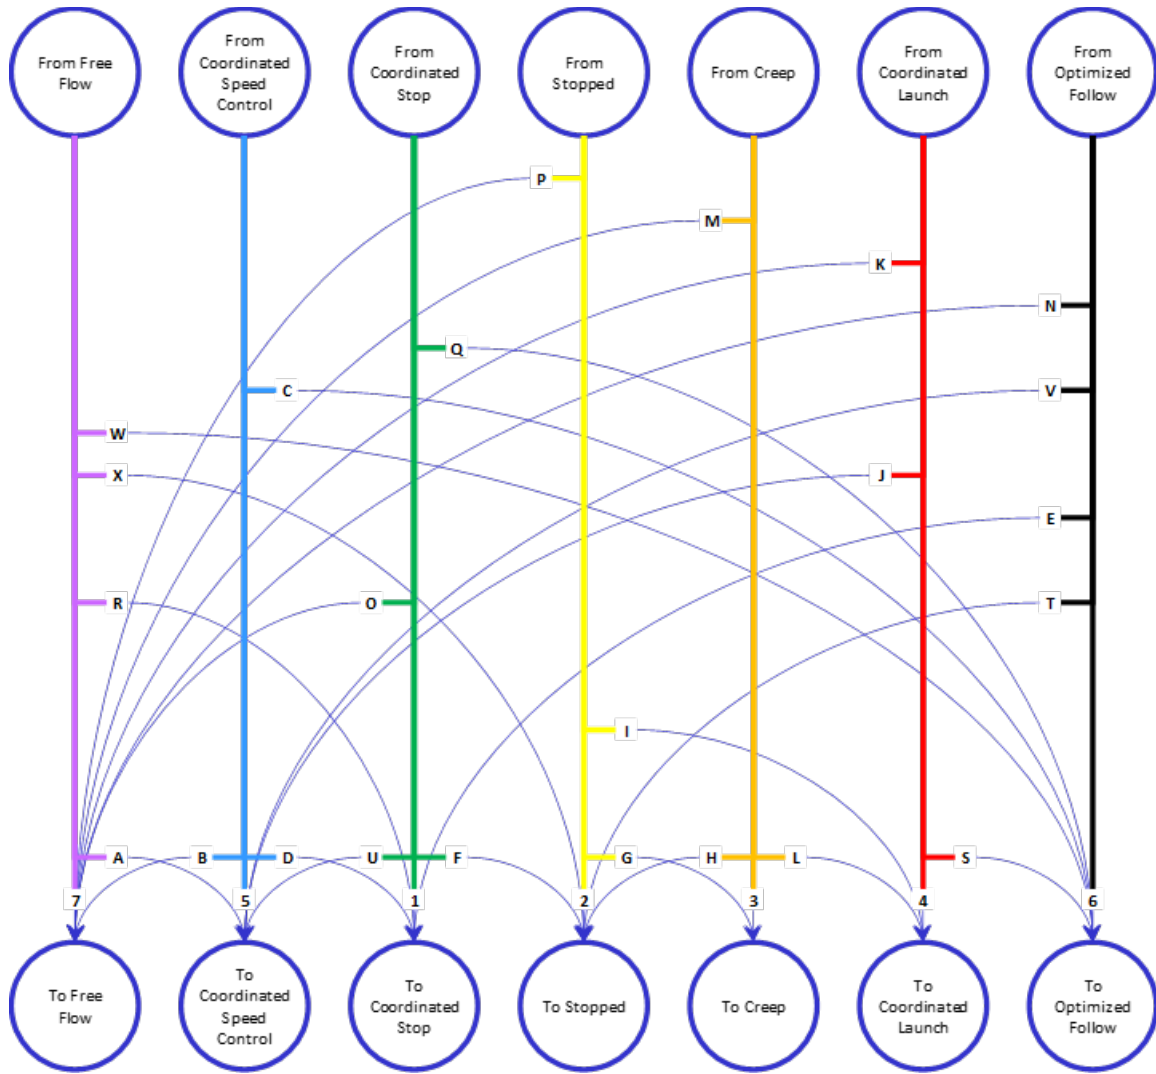 From Free
Flow
From
Coordinated
Speed
Control
From
Coordinated
Stop
From
Stopped
From Creep
From
Coordinated
Launch
From
Optimized
Follow
P
M
K
N
Q
C
V
W
X
J
E
R
O
T
I
A
B
D
U
F
G
H
L
S
7
5
1
2
3
4
6
To Free
Flow
To
Coordinated
Speed
Control
To
Coordinated
Stop
To Stopped
To Creep
To
Coordinated
Launch
To
Optimized
Follow